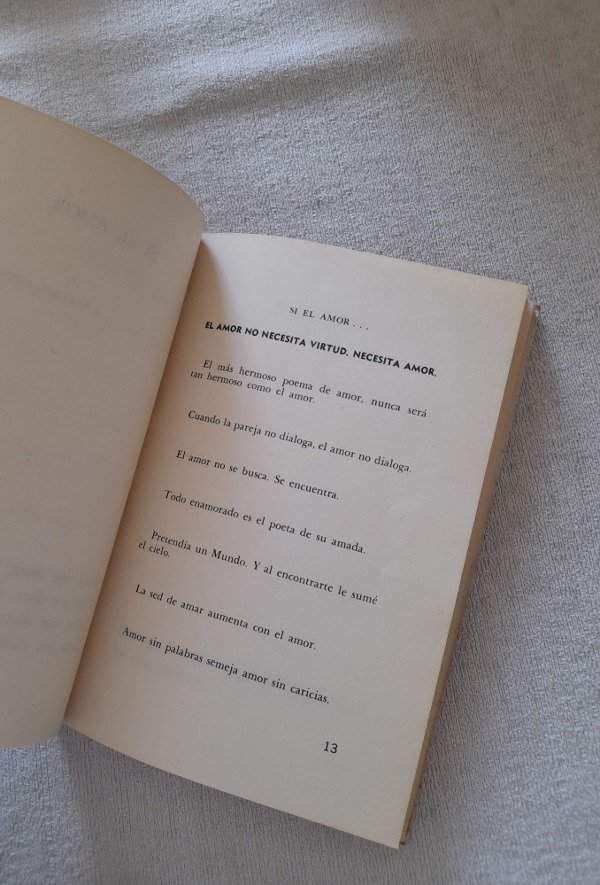 SI EL AMOR
SI EL AMOR . . .
EL AMOR NO NECESITA VIRTUD. NECESITA AMOR.
El más hermoso poema de amor, nunca será
tan hermoso como el amor.
Cuando la pareja no dialoga, el amor no dialoga.
El amor no se busca. Se encuentra.
Todo enamorado es el poeta de su amada.
Pretendía un Mundo. Y al encontrarte le sumé
el cielo.
La sed de amar aumenta con el amor.
Amor sin palabras semeja amor sin caricias.
13